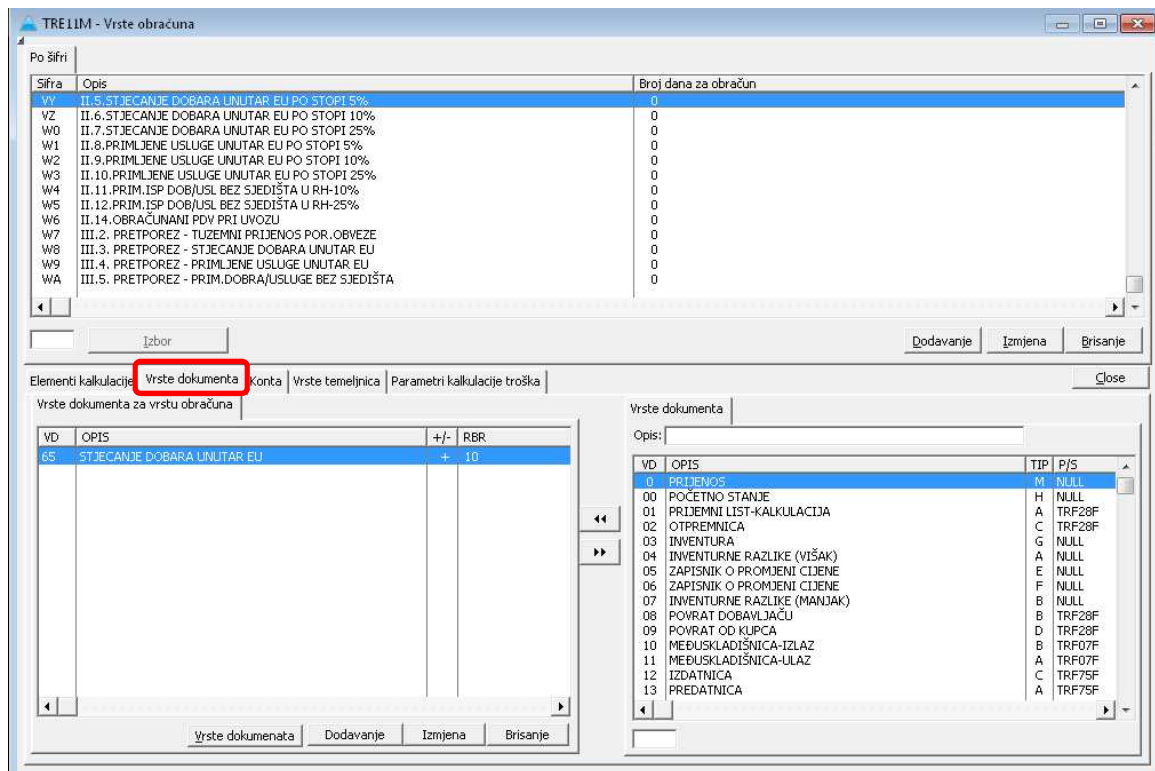 TRE11M - Vrste obračuna
Po šifri
Sifra Opis Broj dana za obračun
VY II.5.STJECANJE DOBARA UNUTAR EU PO STOPI 5% 0
VZ II.6.STJECANJE DOBARA UNUTAR EU PO STOPI 10% 0
W0 II.7.STJECANJE DOBARA UNUTAR EU PO STOPI 25% 0
W1 II.8.PRIMLJENE USLUGE UNUTAR EU PO STOPI 5% 0
W2 II.9.PRIMLJENE USLUGE UNUTAR EU PO STOPI 10% 0
W3 II.10.PRIMLJENE USLUGE UNUTAR EU PO STOPI 25% 0
W4 II.11.PRIM.ISP DOB/USL BEZ SJEDIŠTA U RH-10% 0
W5 II.12.PRIM.ISP DOB/USL BEZ SJEDIŠTA U RH-25% 0
W6 II.14.OBRAČUNANI PDV PRI UVOZU 0
W7 III.2. PRETPOREZ - TUZEMNI PRIJENOS POR.OBVEZE 0
W8 III.3. PRETPOREZ - STJECANJE DOBARA UNUTAR EU 0
W9 III.4. PRETPOREZ - PRIMLJENE USLUGE UNUTAR EU 0
WA III.5. PRETPOREZ - PRIM.DOBRA/USLUGE BEZ SJEDIŠTA 0
Izbor Dodavanje Izmjena Brisanje
Elementi kalkulacije Vrste dokumenta Konta Vrste temeljnica Parametri kalkulacije troška Close
Vrste dokumenta za vrstu obračuna
VD OPIS +/- RBR
65 STJECANJE DOBARA UNUTAR EU + 10
Vrste dokumenata Dodavanje Izmjena Brisanje
Vrste dokumenta
Opis:
VD OPIS TIP P/S
0 PRIJENOS M NULL
00 POČETNO STANJE H NULL
01 PRIJEMNI LIST-KALKULACIJA A TRF28F
02 OTPREMNICA C TRF28F
03 INVENTURA G NULL
04 INVENTURNE RAZLIKE (VIŠAK) A NULL
05 ZAPISNIK O PROMJENI CIJENE E NULL
06 ZAPISNIK O PROMJENI CIJENE F NULL
07 INVENTURNE RAZLIKE (MANJAK) B NULL
08 POVRAT DOBAVLJAČU B TRF28F
09 POVRAT OD KUPCA D TRF28F
10 MEĐUSKLADIŠNICA-IZLAZ B TRF07F
11 MEĐUSKLADIŠNICA-ULAZ A TRF07F
12 IZDATNICA C TRF75F
13 PREDATNICA A TRF75F